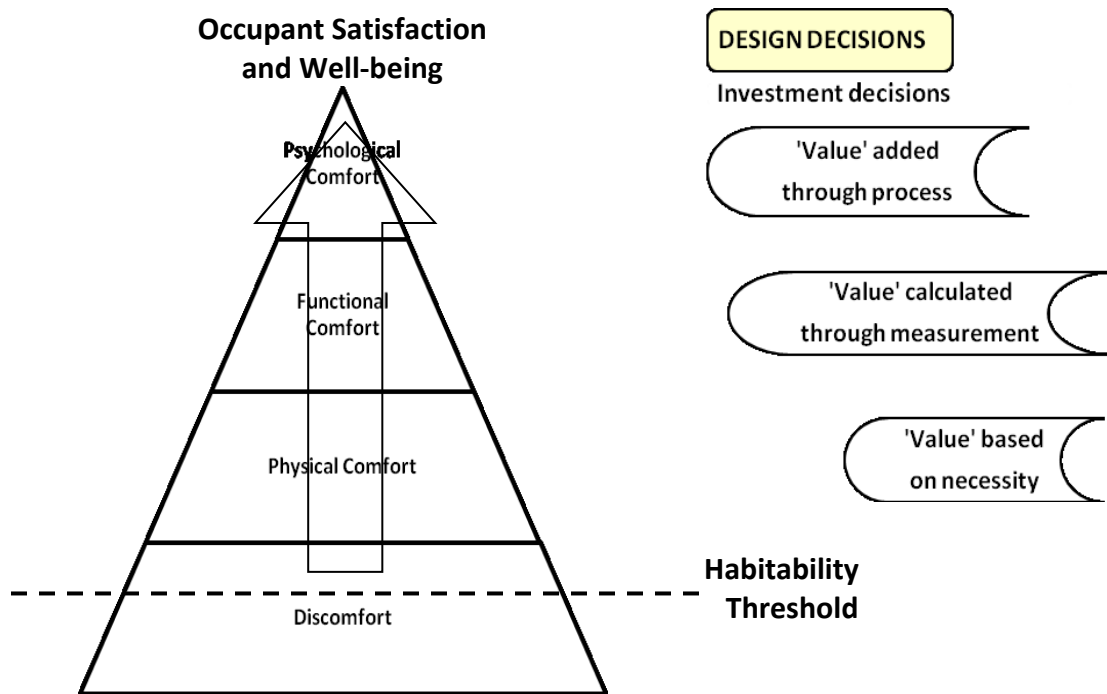 Occupant Satisfaction
and Well-being
Psychological
Comfort
Functional
Comfort
Physical Comfort
Discomfort
DESIGN DECISIONS
Investment decisions
'Value' added
through process
'Value' calculated
through measurement
'Value' based
on necessity
Habitability
Threshold